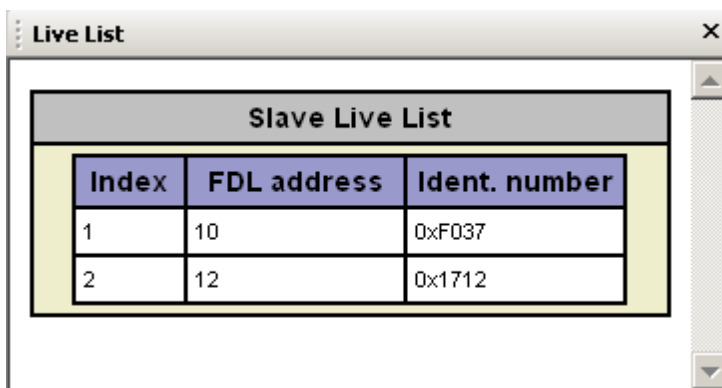 Live List
Slave Live List
Index FDL address Ident. number
1 10 0xF037
2 12 0x1712